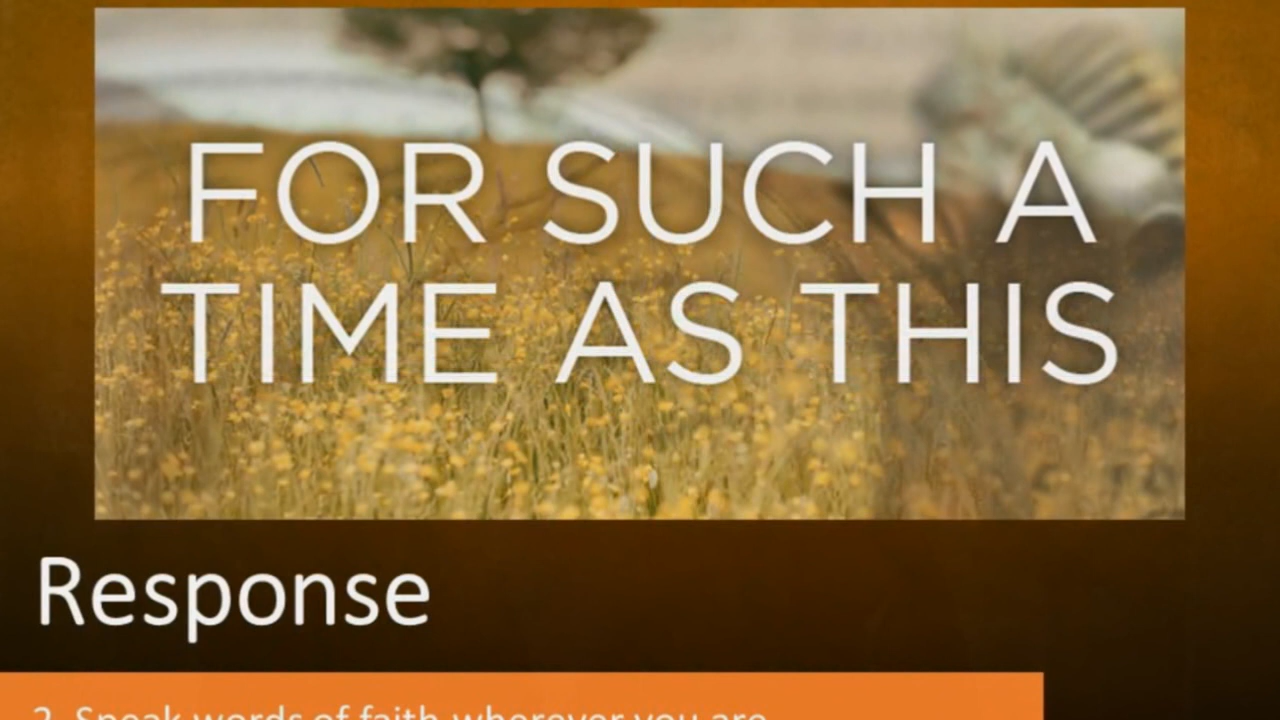 FOR SUCH A
TIME AS THIS
Response
2. Speak words of faith wherever you are